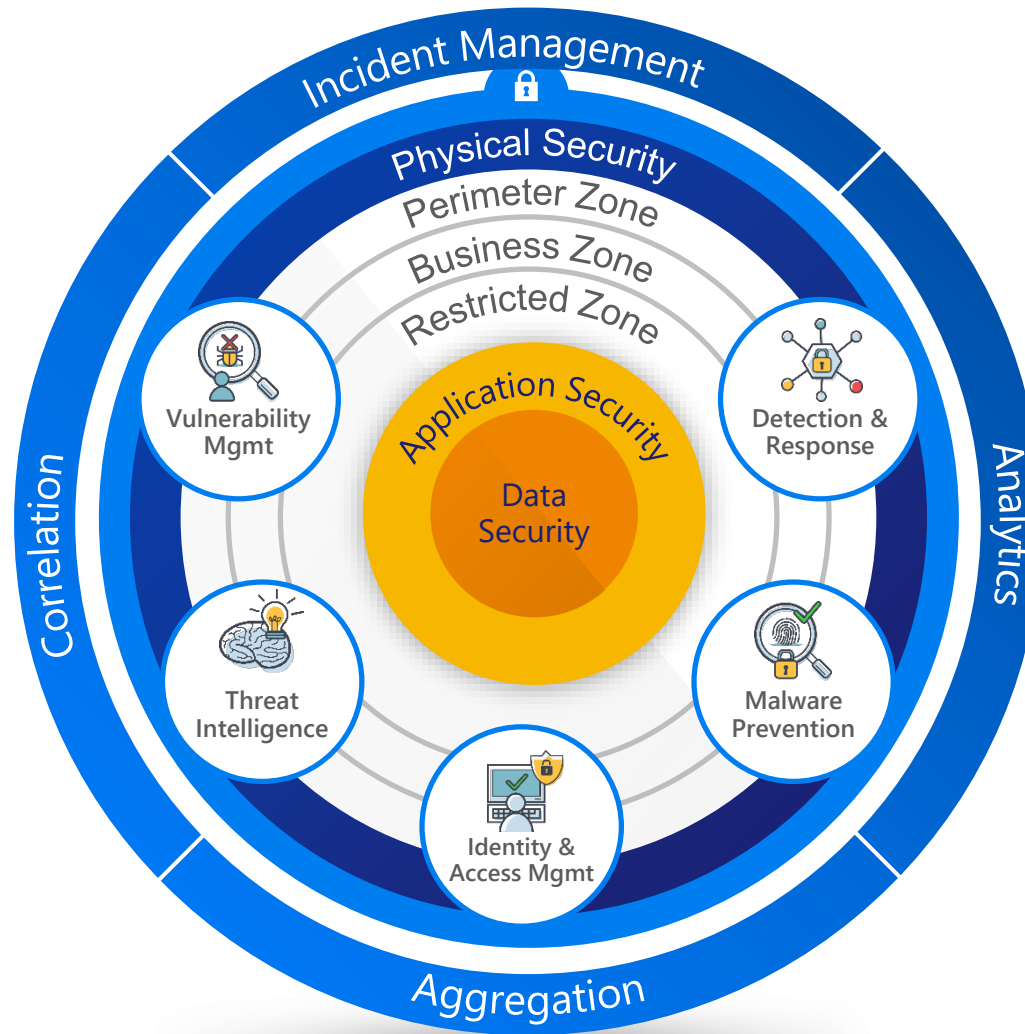 Incident Management
Physical Security
Perimeter Zone
Business Zone
Restricted Zone
Application Security
Data
Security
Vulnerability
Mgmt
Detection &
Response
Correlation
Analytics
Threat
Intelligence
Malware
Prevention
Identity &
Access Mgmt
Aggregation